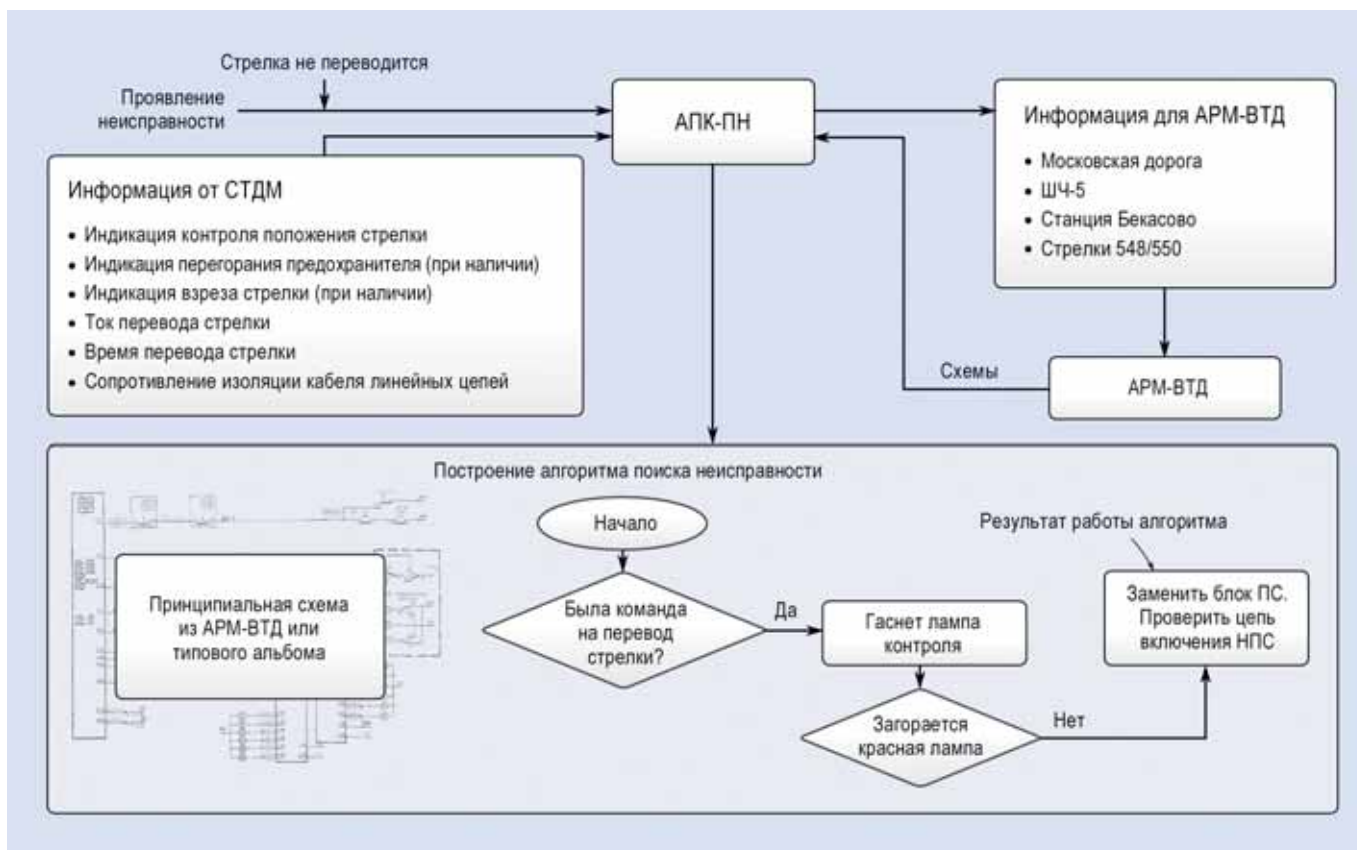 Стрелка не переводится
Проявление
неисправности
АПК-ПН
Информация для АРМ-ВТД
• Московская дорога
• ШЧ-5
• Станция Бекасово
• Стрелки 548/550
Информация от СТДМ
• Индикация контроля положения стрелки
• Индикация перегорания предохранителя (при наличии)
• Индикация взреза стрелки (при наличии)
• Ток перевода стрелки
• Время перевода стрелки
• Сопротивление изоляции кабеля линейных цепей
Схемы
АРМ-ВТД
Построение алгоритма поиска неисправности
Принципиальная схема
из АРМ-ВТД или
типового альбома
Начало
Была команда
на перевод
стрелки?
Да
Гаснет лампа
контроля
Загорается
красная лампа
Нет
Результат работы алгоритма
Заменить блок ПС.
Проверить цепь
включения НПС